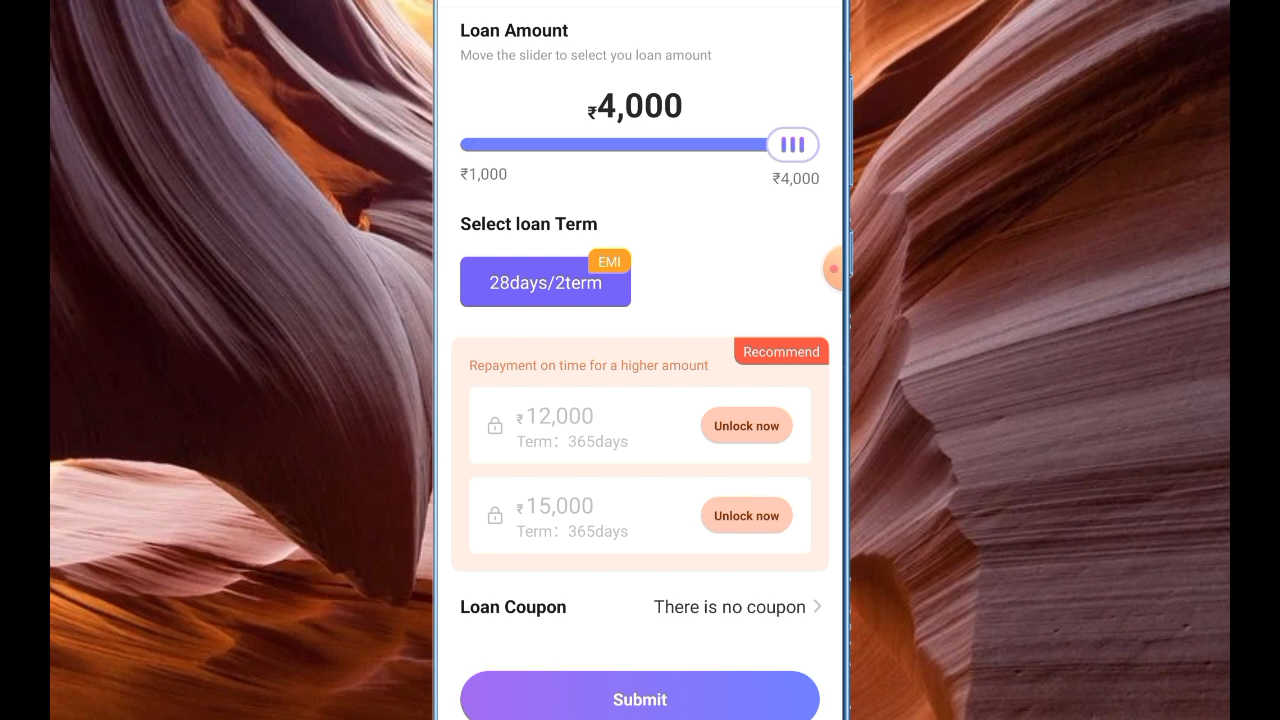 Loan Amount
Move the slider to select you loan amount
₹4,000
₹1,000
₹4,000
Select loan Term
EMI
28days/2term
Recommend
Repayment on time for a higher amount
₹12,000
Unlock now
Term：365days
₹15,000
Unlock now
Term：365days
Loan Coupon There is no coupon
Submit